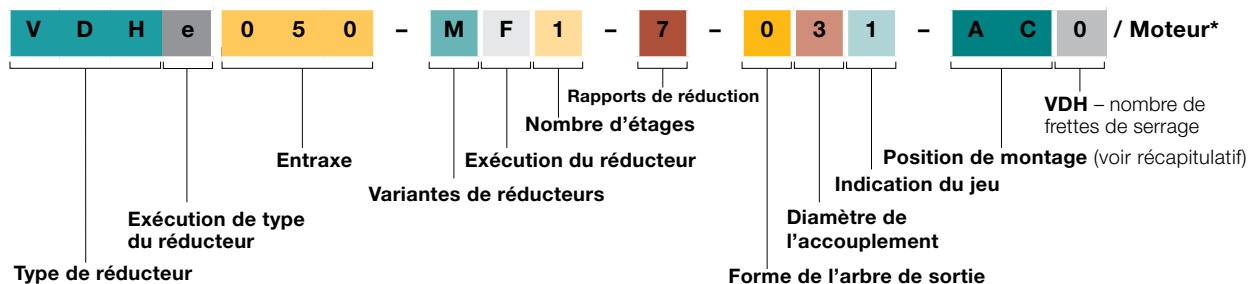 V D H e 0 5 0 – M F 1 – 7 – 0 3 1 – A C 0 / Moteur*
Rapports de réduction
VDH – nombre de
frettes de serrage
Nombre d'étages
Entraxe
Exécution du réducteur
Position de montage (voir récapitulatif)
Variantes de réducteurs
Indication du jeu
Exécution de type
du réducteur
Diamètre de
l'accouplement
Type de réducteur
Forme de l'arbre de sortie